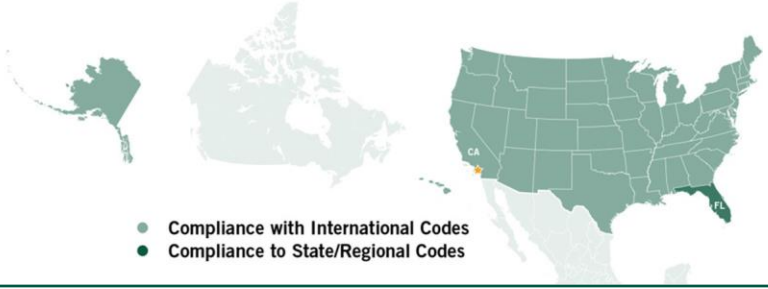 CA
FL
Compliance with International Codes
Compliance to State/Regional Codes